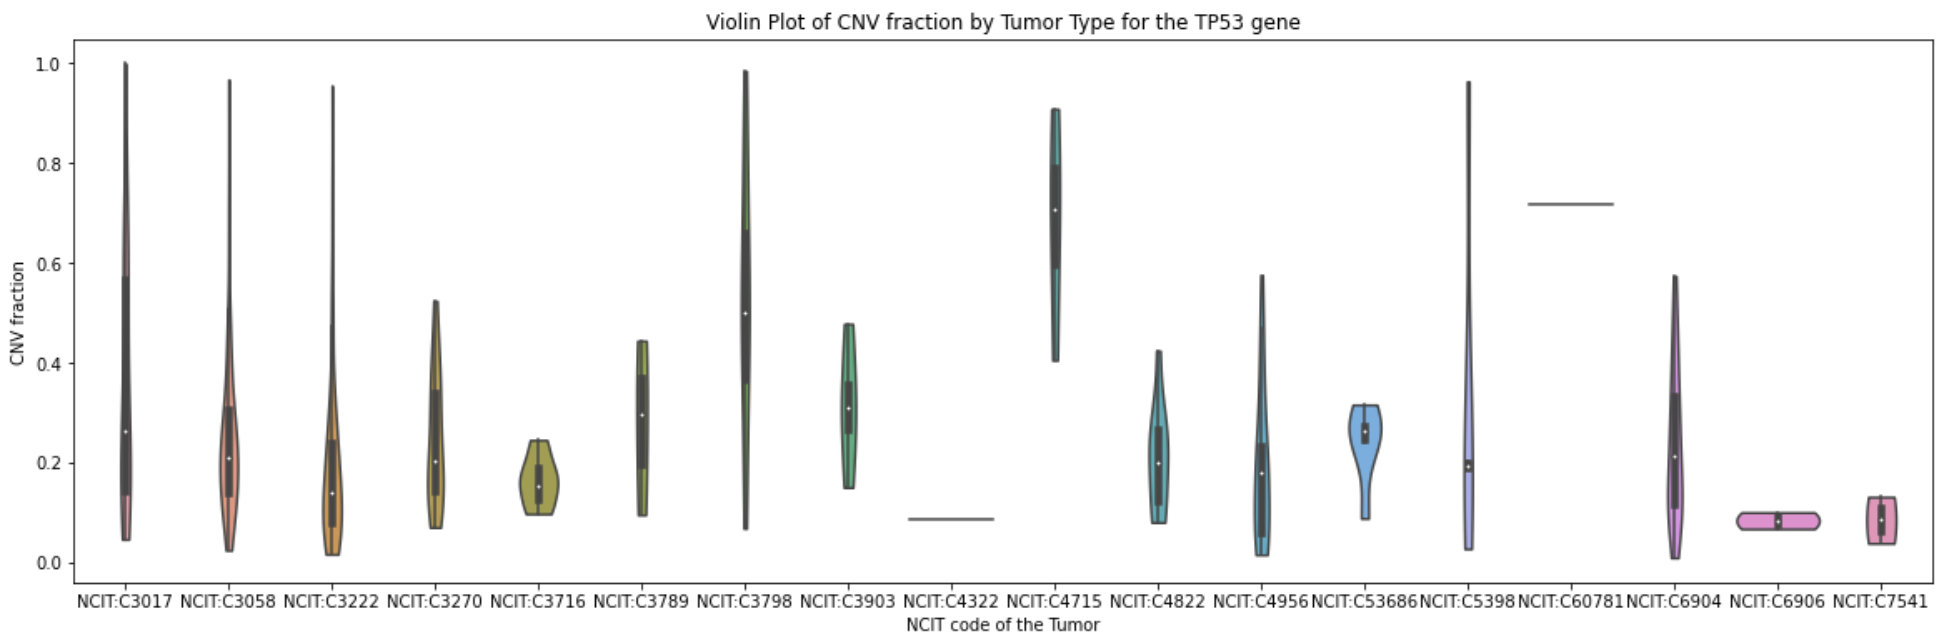 Violin Plot of CNV fraction by Tumor Type for the TP53 gene
1.0
0.8
0.6
0.4
0.2
0.0
CNV fraction
NCIT:C3017 NCIT:C3058 NCIT:C3222 NCIT:C3270 NCIT:C3716 NCIT:C3789 NCIT:C3798 NCIT:C3903 NCIT:C4322 NCIT:C4715 NCIT:C4822 NCIT:C4956 NCIT:C53686 NCIT:C5398 NCIT:C60781 NCIT:C6904 NCIT:C6906 NCIT:C7541
NCIT code of the Tumor